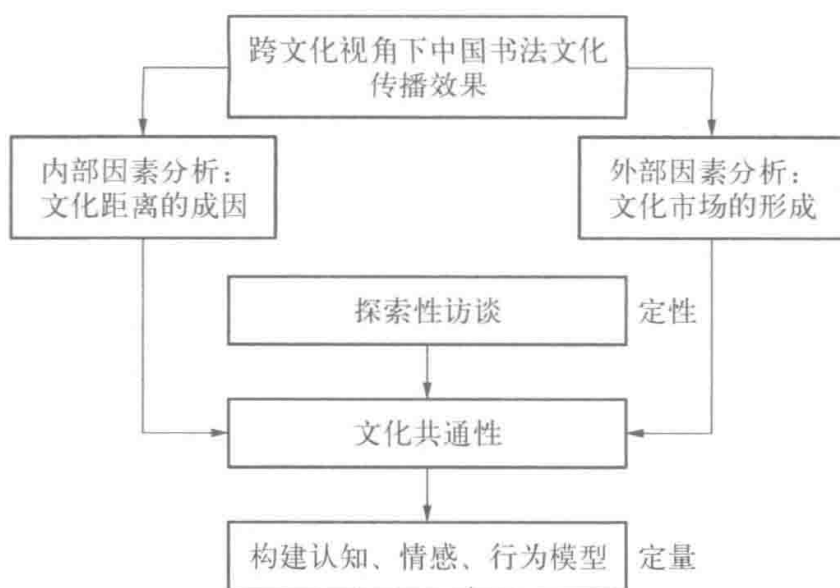 跨文化视角下中国书法文化
传播效果
内部因素分析：
文化距离的成因
外部因素分析：
文化市场的形成
探索性访谈
定性
文化共通性
构建认知、情感、行为模型
定量